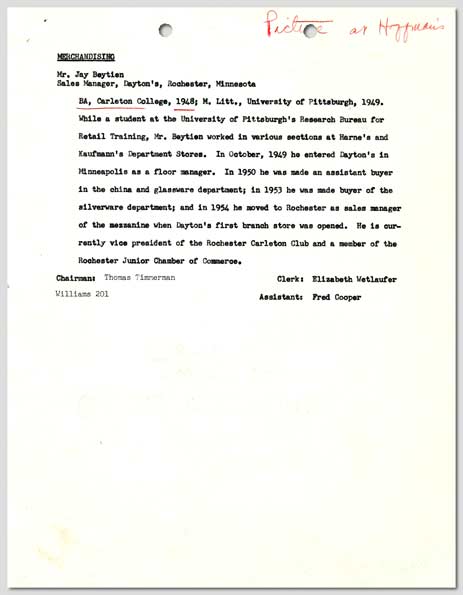 Picture at Hoffman's
MERCHANDISING
Mr. Jay Beytien
Sales Manager, Dayton's, Rochester, Minnesota
BA, Carleton College, 1948; M. Litt., University of Pittsburgh, 1949.
While a student at the University of Pittsburgh's Research Bureau for
Retail Training, Mr. Beytien worked in various sections at Harne's and
Kaufmann's Department Stores. In October, 1949 he entered Dayton's in
Minneapolis as a floor manager. In 1950 he was made an assistant buyer
in the china and glassware department; in 1953 he was made buyer of the
silverware department; and in 1954 he moved to Rochester as sales manager
of the mezzanine when Dayton's first branch store was opened. He is cur-
rently vice president of the Rochester Carleton Club and a member of the
Rochester Junior Chamber of Commerce.
Chairman: Thomas Timmerman Clerk: Elizabeth Wetlaufer
Williams 201 Assistant: Fred Cooper